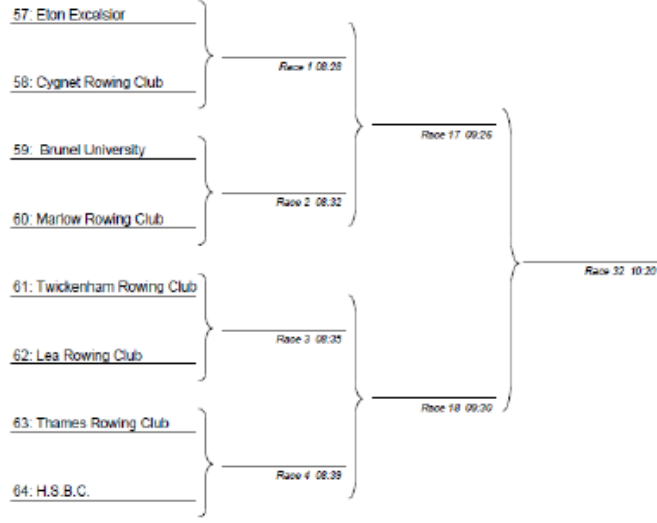 57: Eton Excelsior
Race 1 08:28
58: Cygnet Rowing Club
Race 17 09:26
59: Brunel University
Race 2 08:32
60: Marlow Rowing Club
Race 32 10:20
61: Twickenham Rowing Club
Race 3 08:35
62: Lea Rowing Club
Race 18 09:30
63: Thames Rowing Club
Race 4 08:39
64: H.S.B.C.